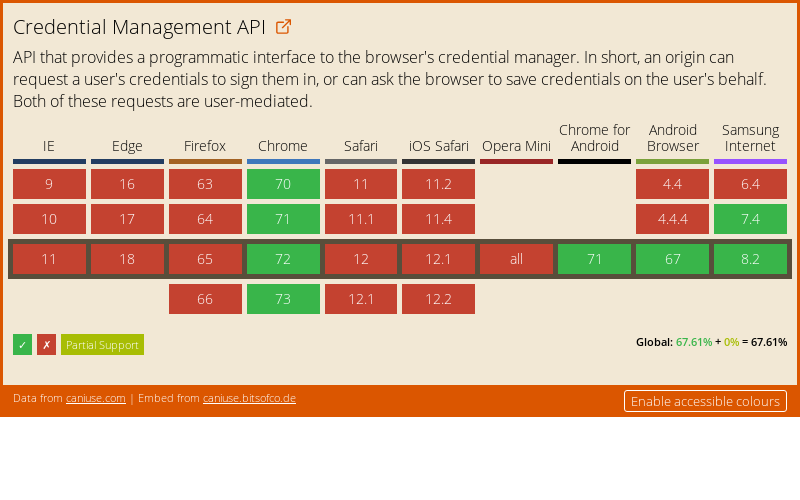 Credential Management API
API that provides a programmatic interface to the browser's credential manager. In short, an origin can
request a user's credentials to sign them in, or can ask the browser to save credentials on the user's behalf.
Both of these requests are user-mediated.
IE Edge Firefox Chrome Safari iOS Safari Opera Mini Chrome for Android Android Browser Samsung Internet
9 16 63 70 11 11.2 4.4 6.4
10 17 64 71 11.1 11.4 4.4.4 7.4
11 18 65 72 12 12.1 all 71 67 8.2
66 73 12.1 12.2
✓ ✗ Partial Support
Global: 67.61% + 0% = 67.61%
Data from caniuse.com | Embed from caniuse.bitsofco.de
Enable accessible colours